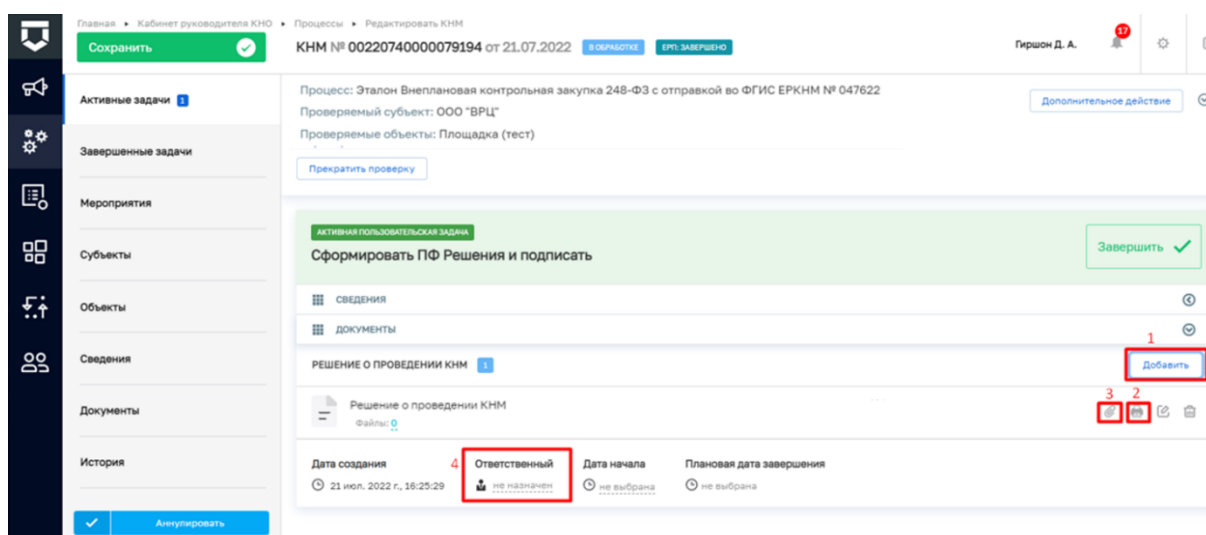 Главная ▸ Кабинет руководителя КНО ▸ Процессы ▸ Редактировать КНМ
Сохранить
КНМ № 00220740000079194 от 21.07.2022 В ОБРАБОТКЕ ЕРП: ЗАВЕРШЕНО
Гиршон Д. А.
17
Активные задачи 1
Завершенные задачи
Мероприятия
Субъекты
Объекты
Сведения
Документы
История
Аннулировать
Процесс: Эталон Внеплановая контрольная закупка 248-ФЗ с отправкой во ФГИС ЕРКНМ № 047622
Проверяемый субъект: ООО "ВРЦ"
Проверяемые объекты: Площадка (тест)
Дополнительное действие
Прекратить проверку
АКТИВНАЯ ПОЛЬЗОВАТЕЛЬСКАЯ ЗАДАЧА
Сформировать ПФ Решения и подписать
Завершить
СВЕДЕНИЯ
ДОКУМЕНТЫ
1
РЕШЕНИЕ О ПРОВЕДЕНИИ КНМ 1
Добавить
3 2
Решение о проведении КНМ
Файлы: 0
Дата создания 4 Ответственный Дата начала Плановая дата завершения
21 июл. 2022 г., 16:25:29 не назначен не выбрана не выбрана